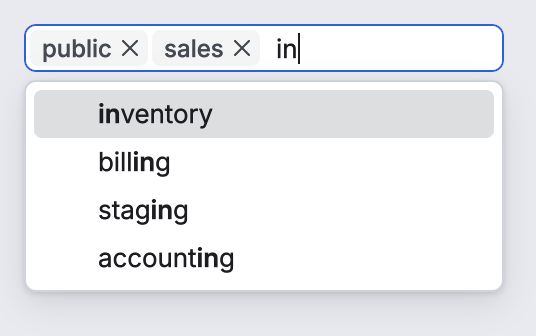 public sales in
inventory
billing
staging
accounting